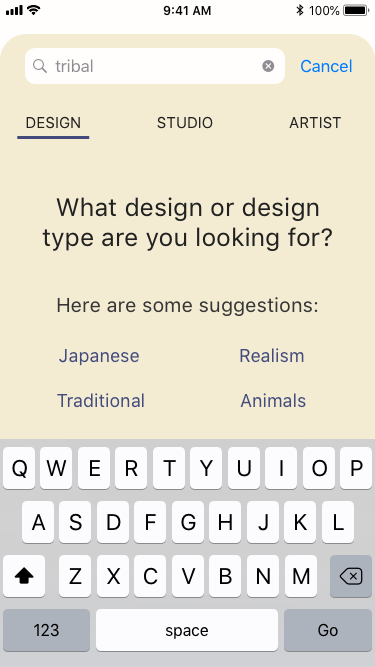 9:41 AM 100%
tribal Cancel
DESIGN STUDIO ARTIST
What design or design
type are you looking for?
Here are some suggestions:
Japanese Realism
Traditional Animals
Q W E R T Y U I O P
A S D F G H J K L
Z X C V B N M
123 space Go